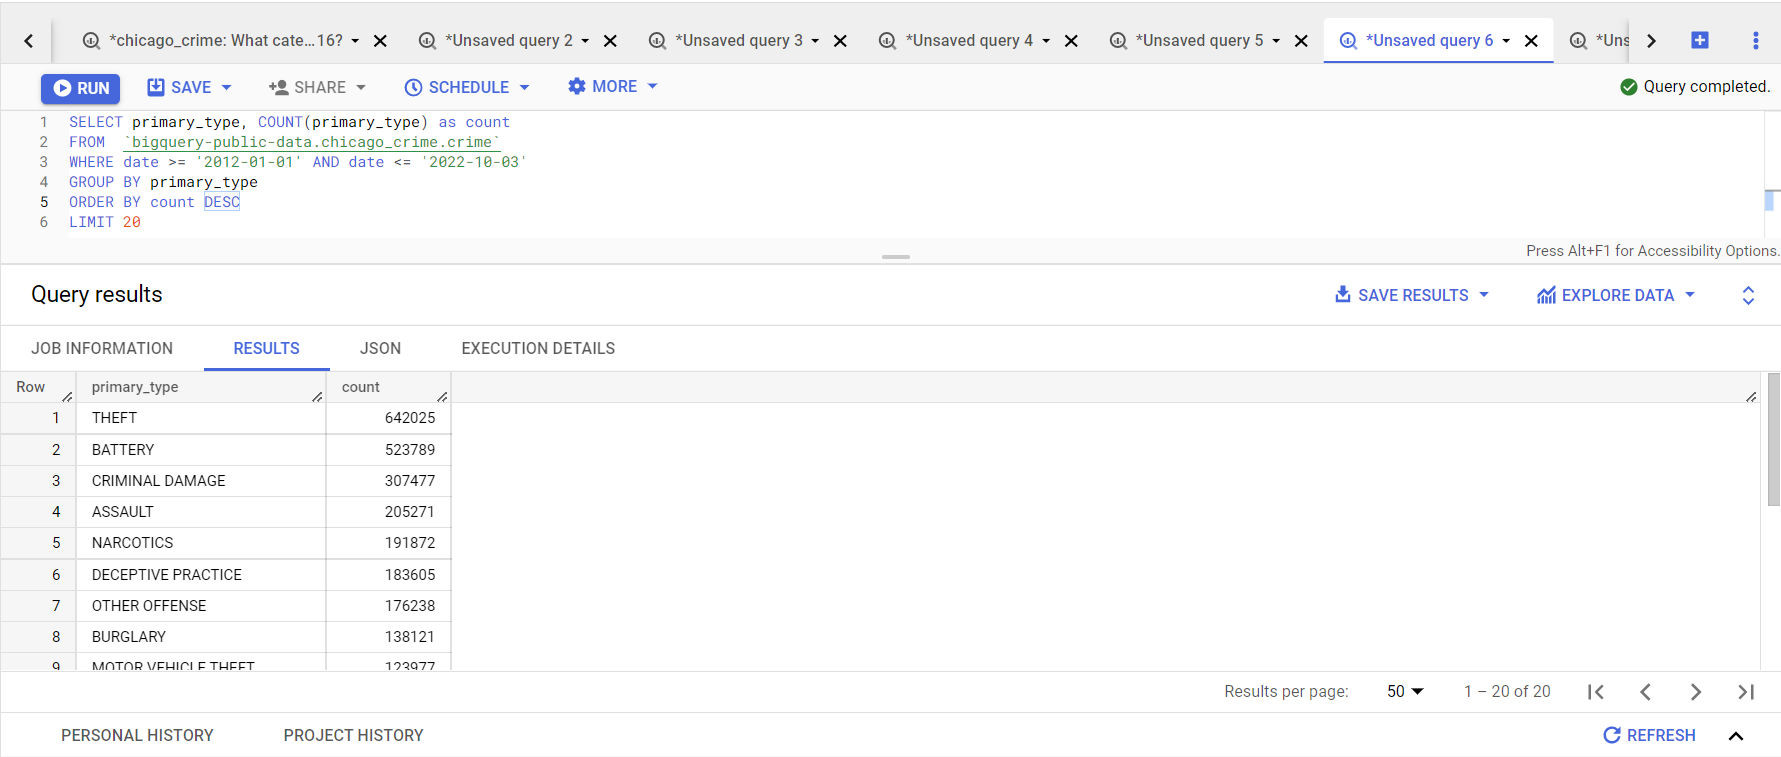 *chicago_crime: What cate...16? *Unsaved query 2 *Unsaved query 3 *Unsaved query 4 *Unsaved query 5 *Unsaved query 6 *Uns
RUN SAVE SHARE SCHEDULE MORE Query completed.
1 SELECT primary_type, COUNT(primary_type) as count
2 FROM `bigquery-public-data.chicago_crime.crime`
3 WHERE date >= '2012-01-01' AND date <= '2022-10-03'
4 GROUP BY primary_type
5 ORDER BY count DESC
6 LIMIT 20
Press Alt+F1 for Accessibility Options.
Query results SAVE RESULTS EXPLORE DATA
JOB INFORMATION RESULTS JSON EXECUTION DETAILS
Row primary_type count
1 THEFT 642025
2 BATTERY 523789
3 CRIMINAL DAMAGE 307477
4 ASSAULT 205271
5 NARCOTICS 191872
6 DECEPTIVE PRACTICE 183605
7 OTHER OFFENSE 176238
8 BURGLARY 138121
9 MOTOR VEHICLE THEFT 123977
Results per page: 50 1 – 20 of 20
PERSONAL HISTORY PROJECT HISTORY REFRESH